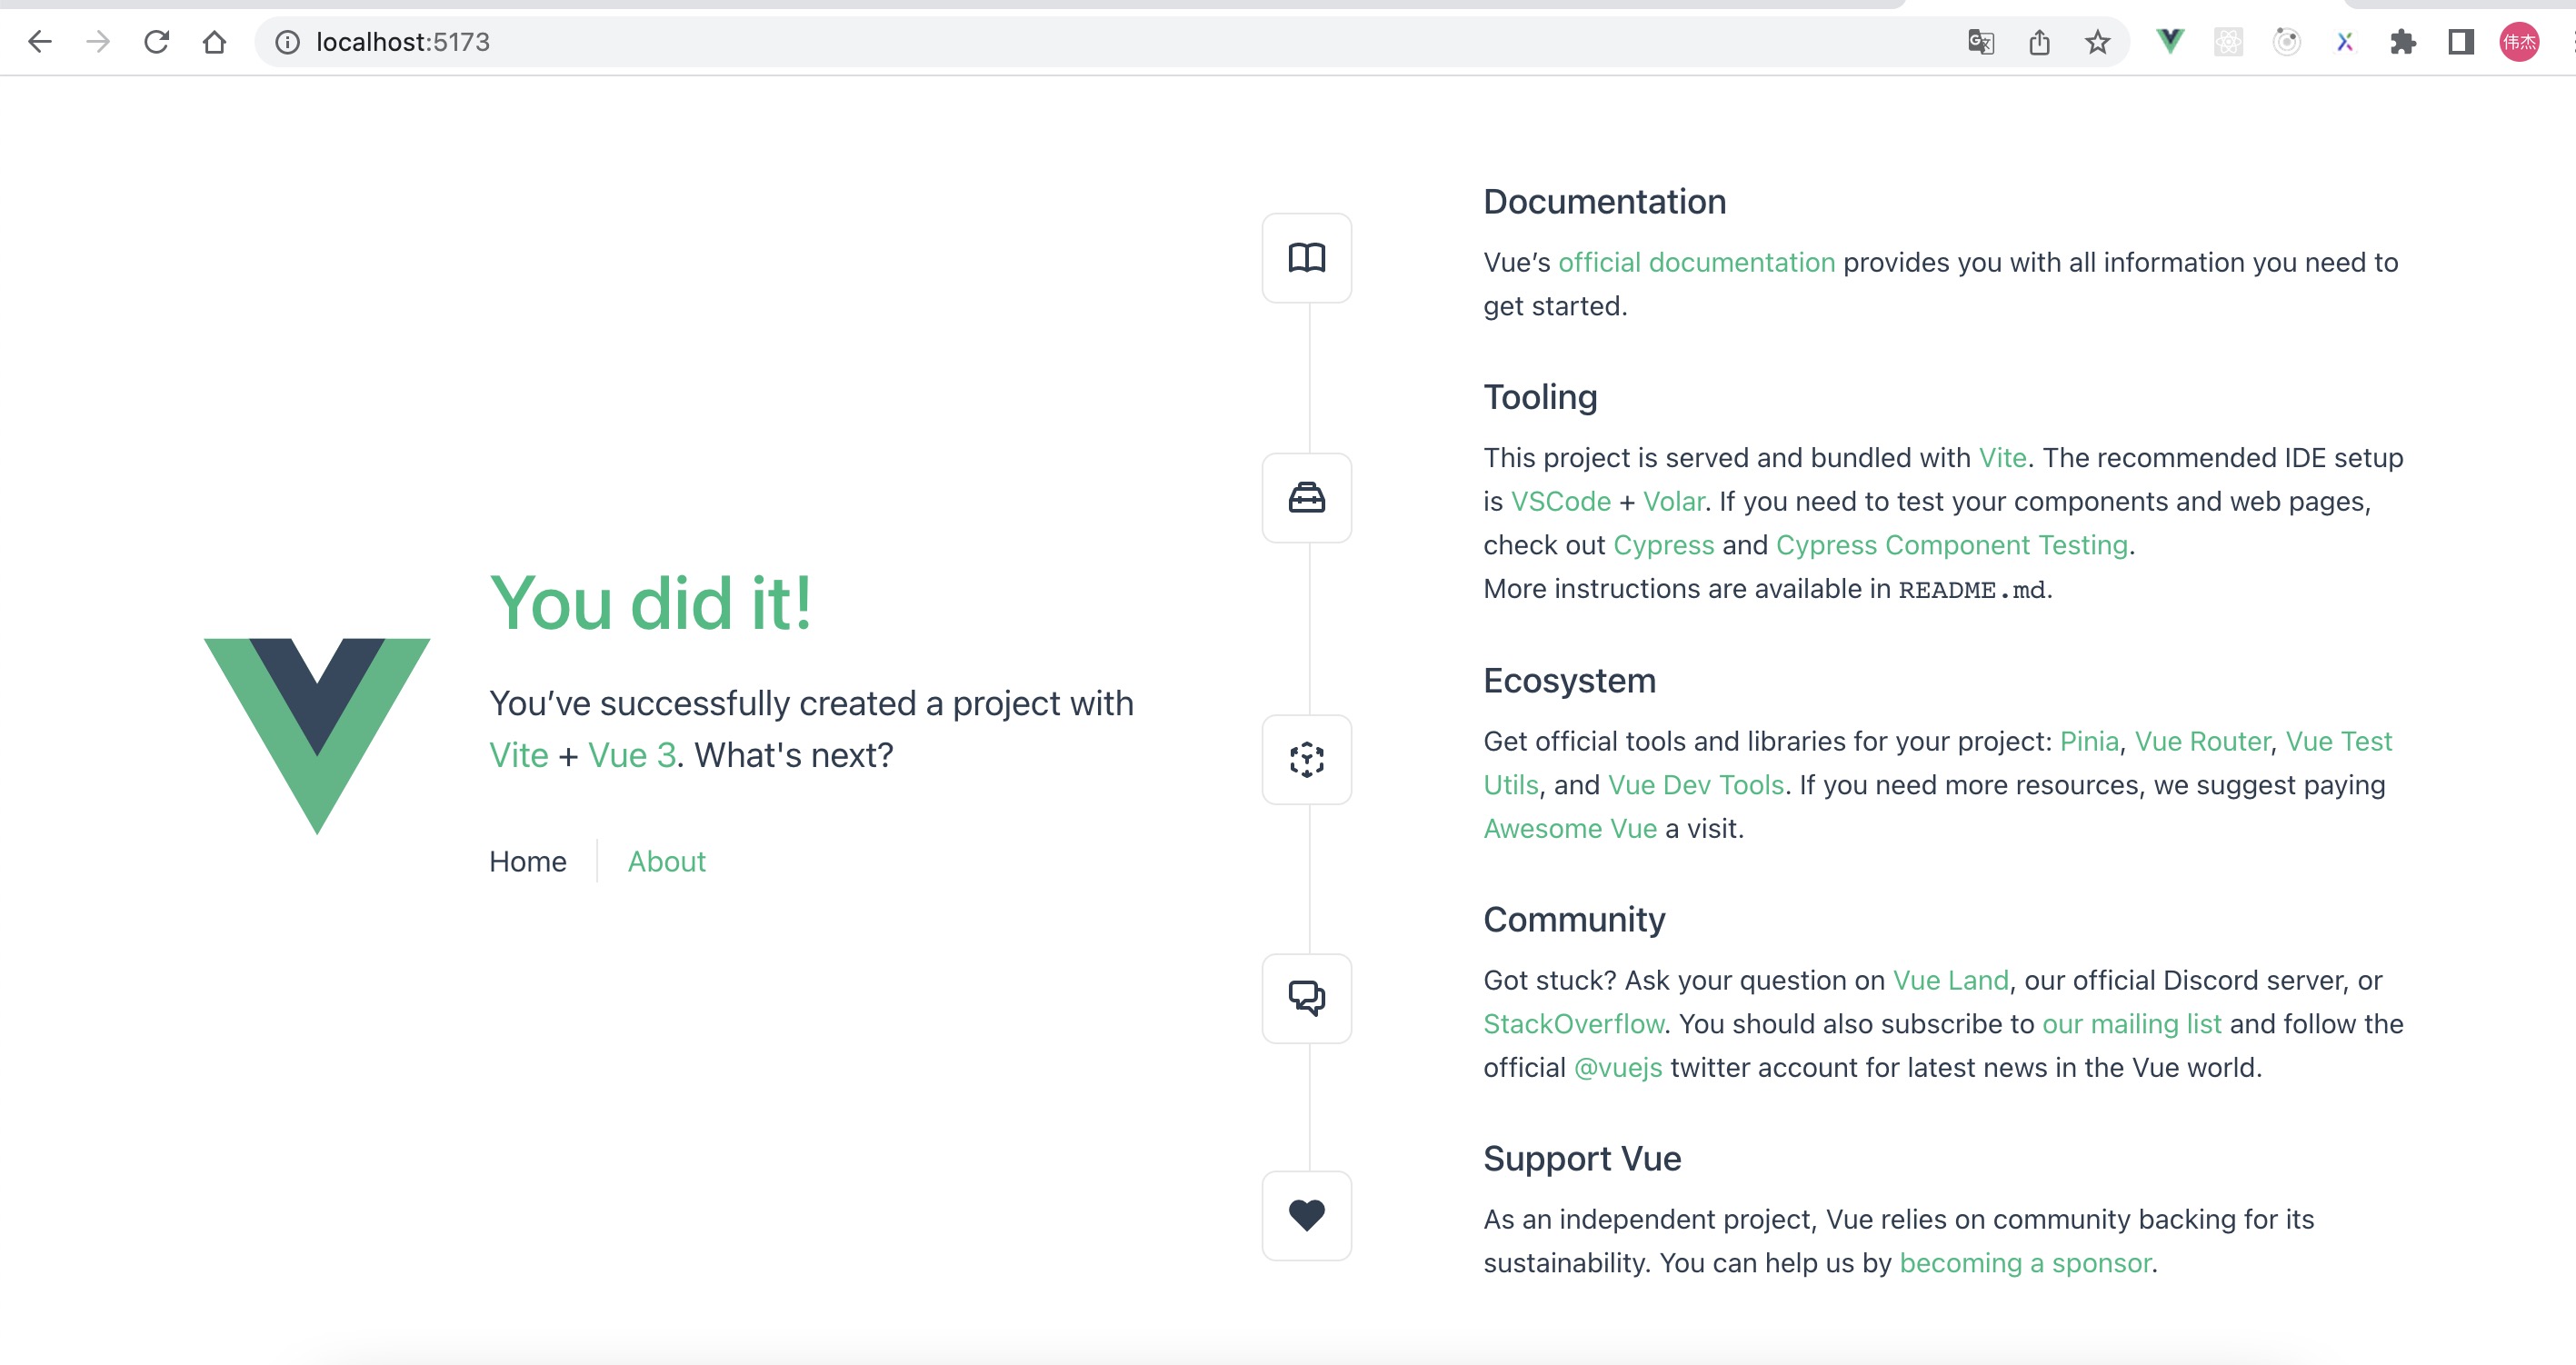 localhost:5173
伟杰
You did it!
You’ve successfully created a project with
Vite + Vue 3. What's next?
Home
About
Documentation
Vue’s official documentation provides you with all information you need to
get started.
Tooling
This project is served and bundled with Vite. The recommended IDE setup
is VSCode + Volar. If you need to test your components and web pages,
check out Cypress and Cypress Component Testing.
More instructions are available in README.md.
Ecosystem
Get official tools and libraries for your project: Pinia, Vue Router, Vue Test
Utils, and Vue Dev Tools. If you need more resources, we suggest paying
Awesome Vue a visit.
Community
Got stuck? Ask your question on Vue Land, our official Discord server, or
StackOverflow. You should also subscribe to our mailing list and follow the
official @vuejs twitter account for latest news in the Vue world.
Support Vue
As an independent project, Vue relies on community backing for its
sustainability. You can help us by becoming a sponsor.